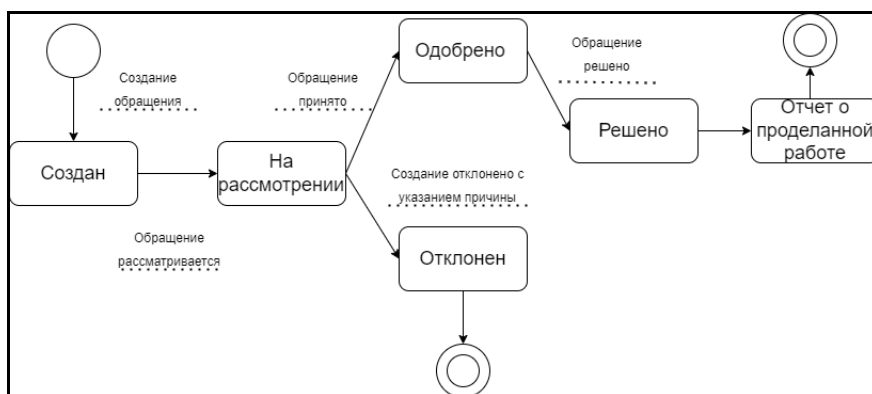 Создание
обращения
Создан
Обращение
рассматривается
На
рассмотрении
Обращение
принято
Одобрено
Создание отклонено с
указанием причины
Отклонен
Обращение
решено
Решено
Отчет о
проделанной
работе